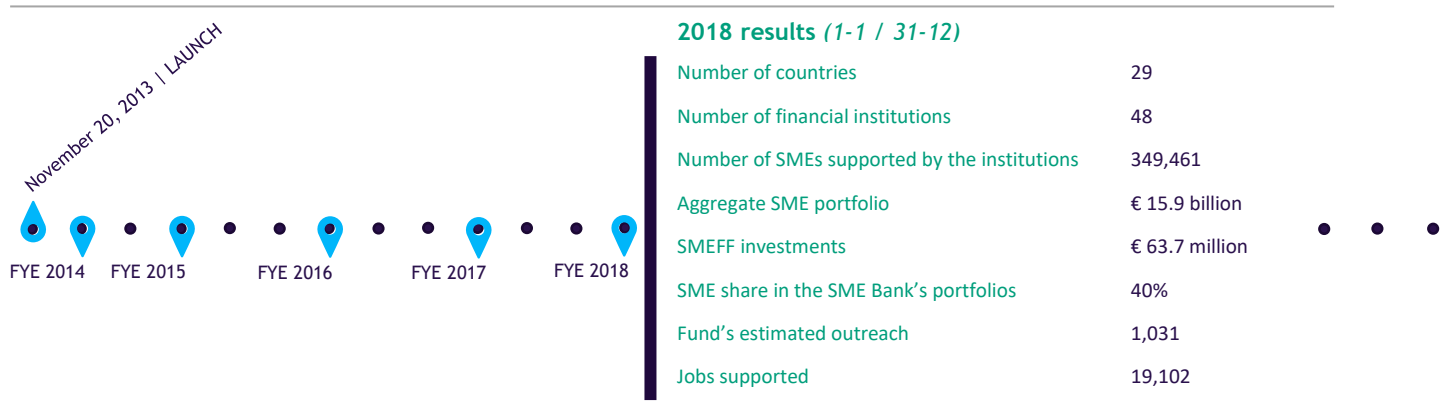 November 20, 2013 | LAUNCH
FYE 2014
FYE 2015
FYE 2016
FYE 2017
FYE 2018
2018 results (1-1 / 31-12)
Number of countries 29
Number of financial institutions 48
Number of SMEs supported by the institutions 349,461
Aggregate SME portfolio € 15.9 billion
SMEFF investments € 63.7 million
SME share in the SME Bank’s portfolios 40%
Fund’s estimated outreach 1,031
Jobs supported 19,102